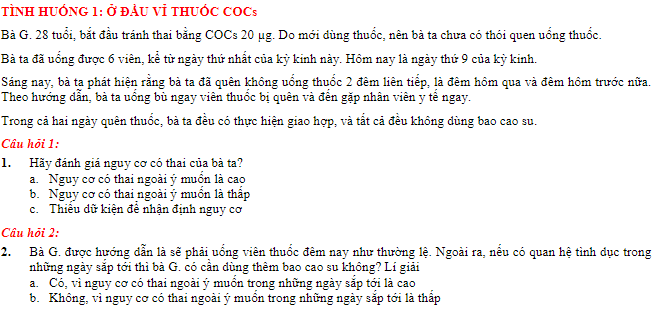 TÌNH HUỐNG 1: Ở ĐẦU VỈ THUỐC COCs
Bà G. 28 tuổi, bắt đầu tránh thai bằng COCs 20 µg. Do mới dùng thuốc, nên bà ta chưa có thói quen uống thuốc.
Bà ta đã uống được 6 viên, kể từ ngày thứ nhất của kỳ kinh này. Hôm nay là ngày thứ 9 của kỳ kinh.
Sáng nay, bà ta phát hiện rằng bà ta đã quên không uống thuốc 2 đêm liên tiếp, là đêm hôm qua và đêm hôm trước nữa.
Theo hướng dẫn, bà ta uống bù ngay viên thuốc bị quên và đến gặp nhân viên y tế ngay.
Trong cả hai ngày quên thuốc, bà ta đều có thực hiện giao hợp, và tất cả đều không dùng bao cao su.
Câu hỏi 1:
1. Hãy đánh giá nguy cơ có thai của bà ta?
a. Nguy cơ có thai ngoài ý muốn là cao
b. Nguy cơ có thai ngoài ý muốn là thấp
c. Thiếu dữ kiện để nhận định nguy cơ
Câu hỏi 2:
2. Bà G. được hướng dẫn là sẽ phải uống viên thuốc đêm nay như thường lệ. Ngoài ra, nếu có quan hệ tình dục trong
những ngày sắp tới thì bà G. có cần dùng thêm bao cao su không? Lí giải
a. Có, vì nguy cơ có thai ngoài ý muốn trong những ngày sắp tới là cao
b. Không, vì nguy cơ có thai ngoài ý muốn trong những ngày sắp tới là thấp